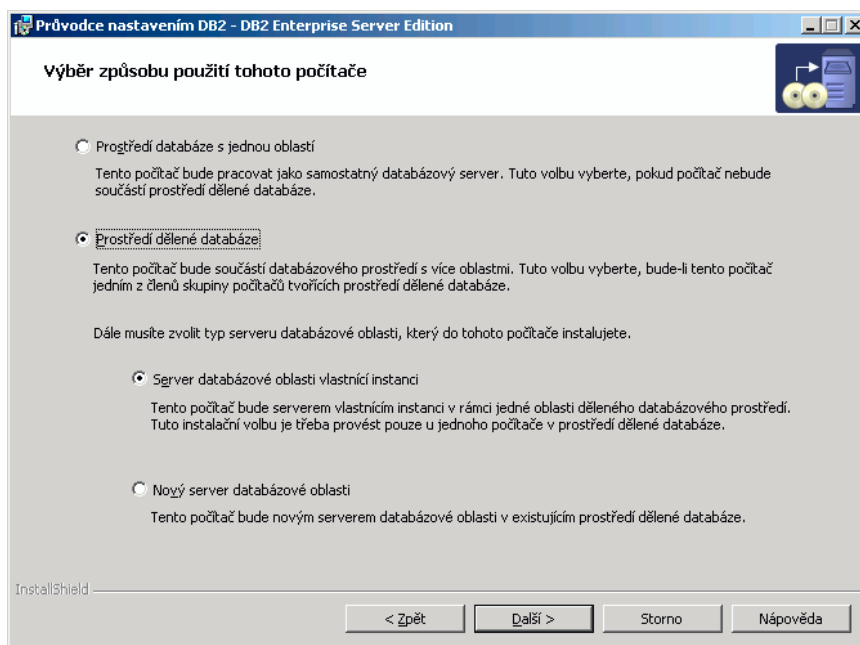 Průvodce nastavením DB2 - DB2 Enterprise Server Edition
Výběr způsobu použití tohoto počítače
Prostředí databáze s jednou oblastí
Tento počítač bude pracovat jako samostatný databázový server. Tuto volbu vyberte, pokud počítač nebude
součástí prostředí dělené databáze.
Prostředí dělené databáze
Tento počítač bude součástí databázového prostředí s více oblastmi. Tuto volbu vyberte, bude-li tento počítač
jedním z členů skupiny počítačů tvořících prostředí dělené databáze.
Dále musíte zvolit typ serveru databázové oblasti, který do tohoto počítače instalujete.
Server databázové oblasti vlastnící instanci
Tento počítač bude serverem vlastnícím instanci v rámci jedné oblasti děleného databázového prostředí.
Tuto instalační volbu je třeba provést pouze u jednoho počítače v prostředí dělené databáze.
Nový server databázové oblasti
Tento počítač bude novým serverem databázové oblasti v existujícím prostředí dělené databáze.
InstallShield
< Zpět
Další >
Storno
Nápověda